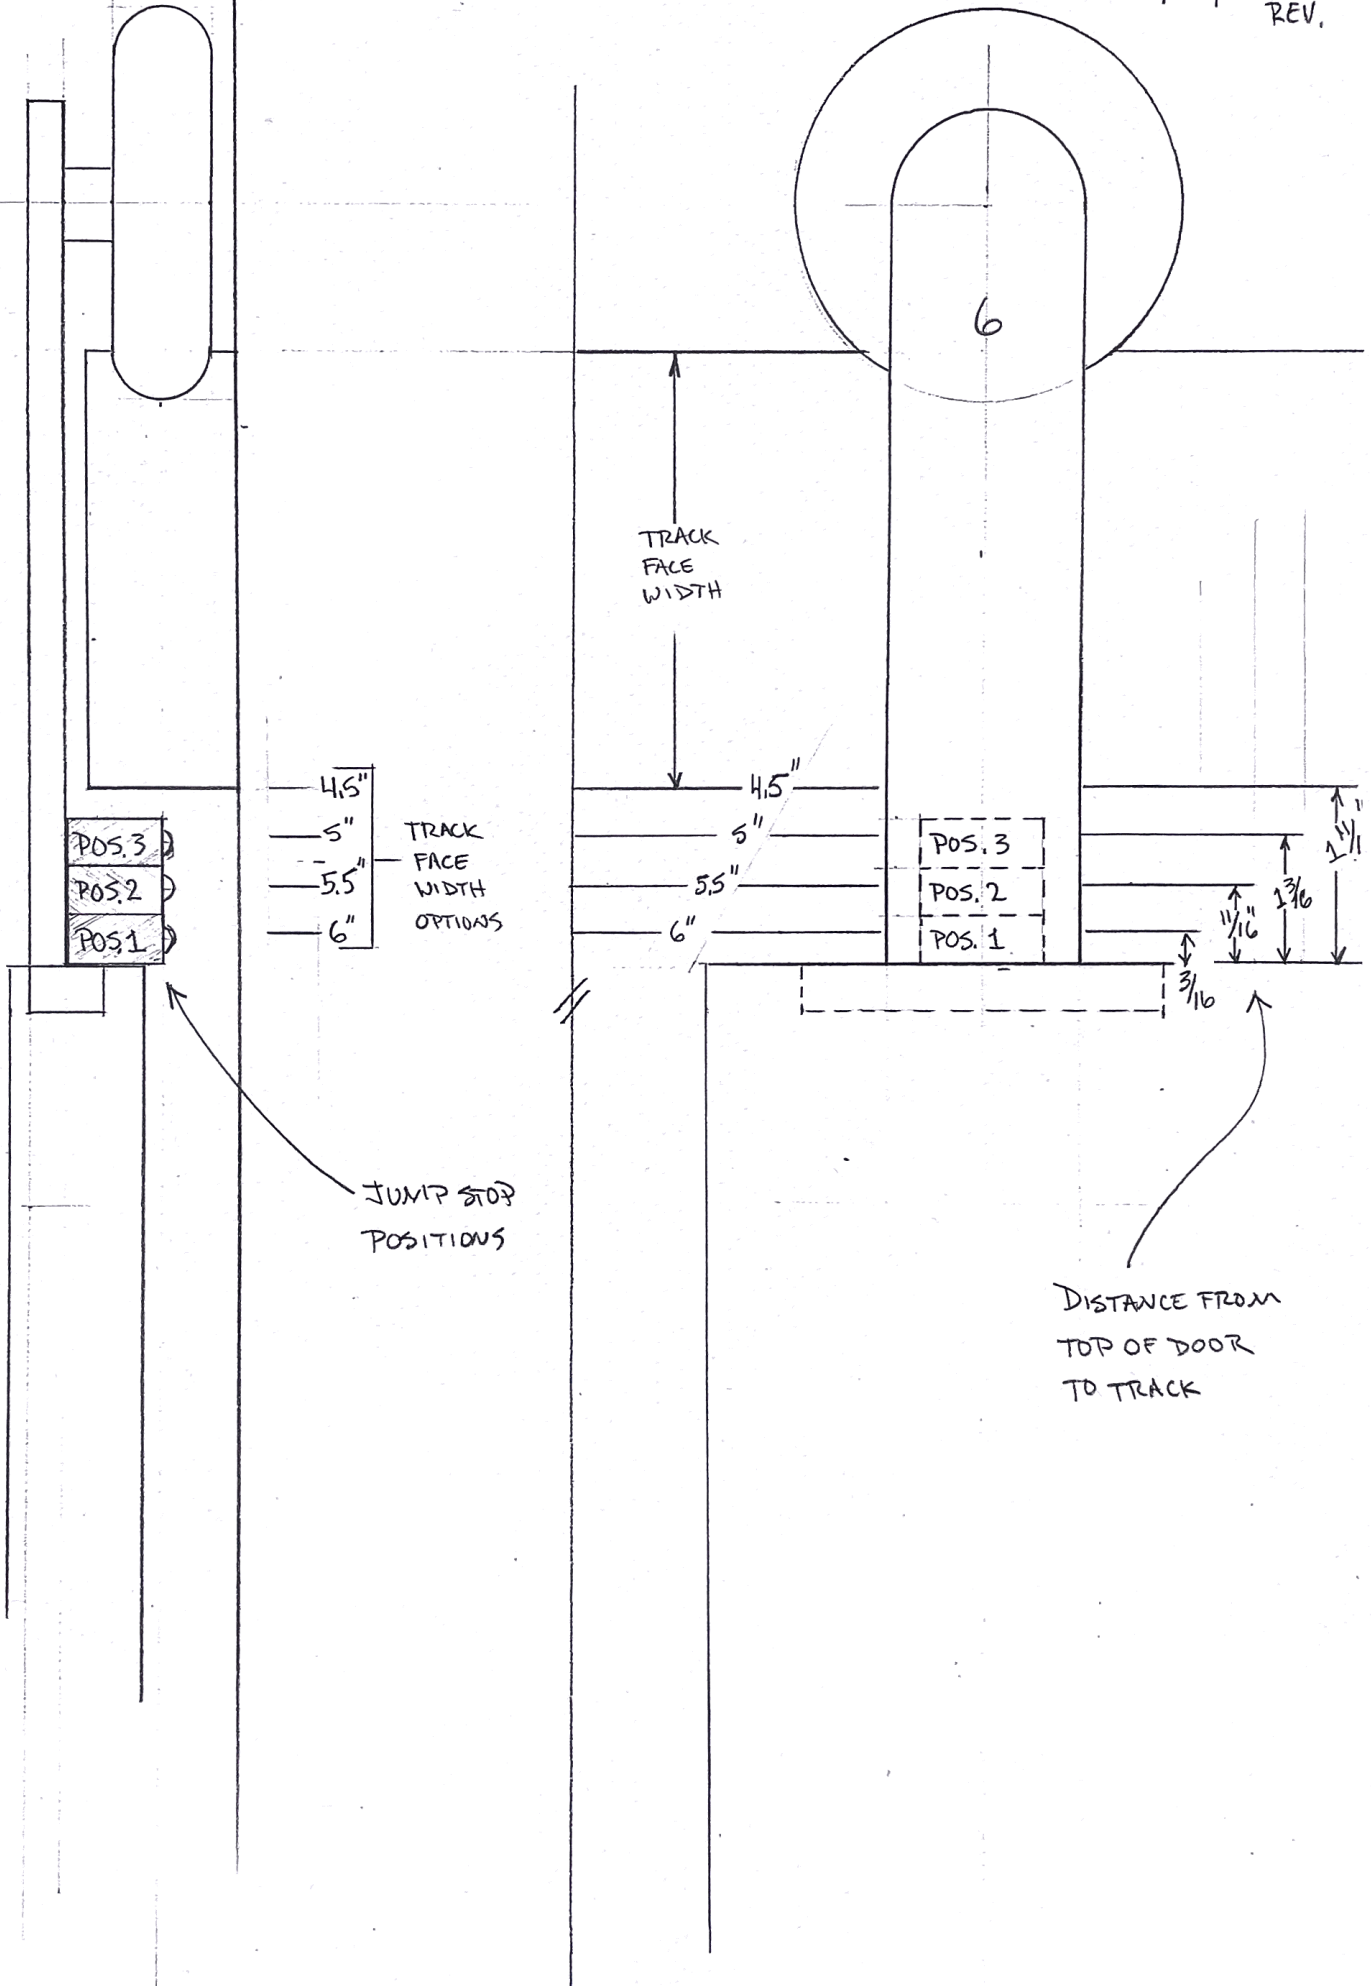 REV.
6
TRACK
FACE
WIDTH
4.5"
5"
5.5"
6"
TRACK
FACE
WIDTH
OPTIONS
4.5"
5"
5.5"
6"
POS. 3
POS. 2
POS. 1
POS. 3
POS. 2
POS. 1
3/16
11/16"
1 3/16
JUMP STOP
POSITIONS
DISTANCE FROM
TOP OF DOOR
TO TRACK